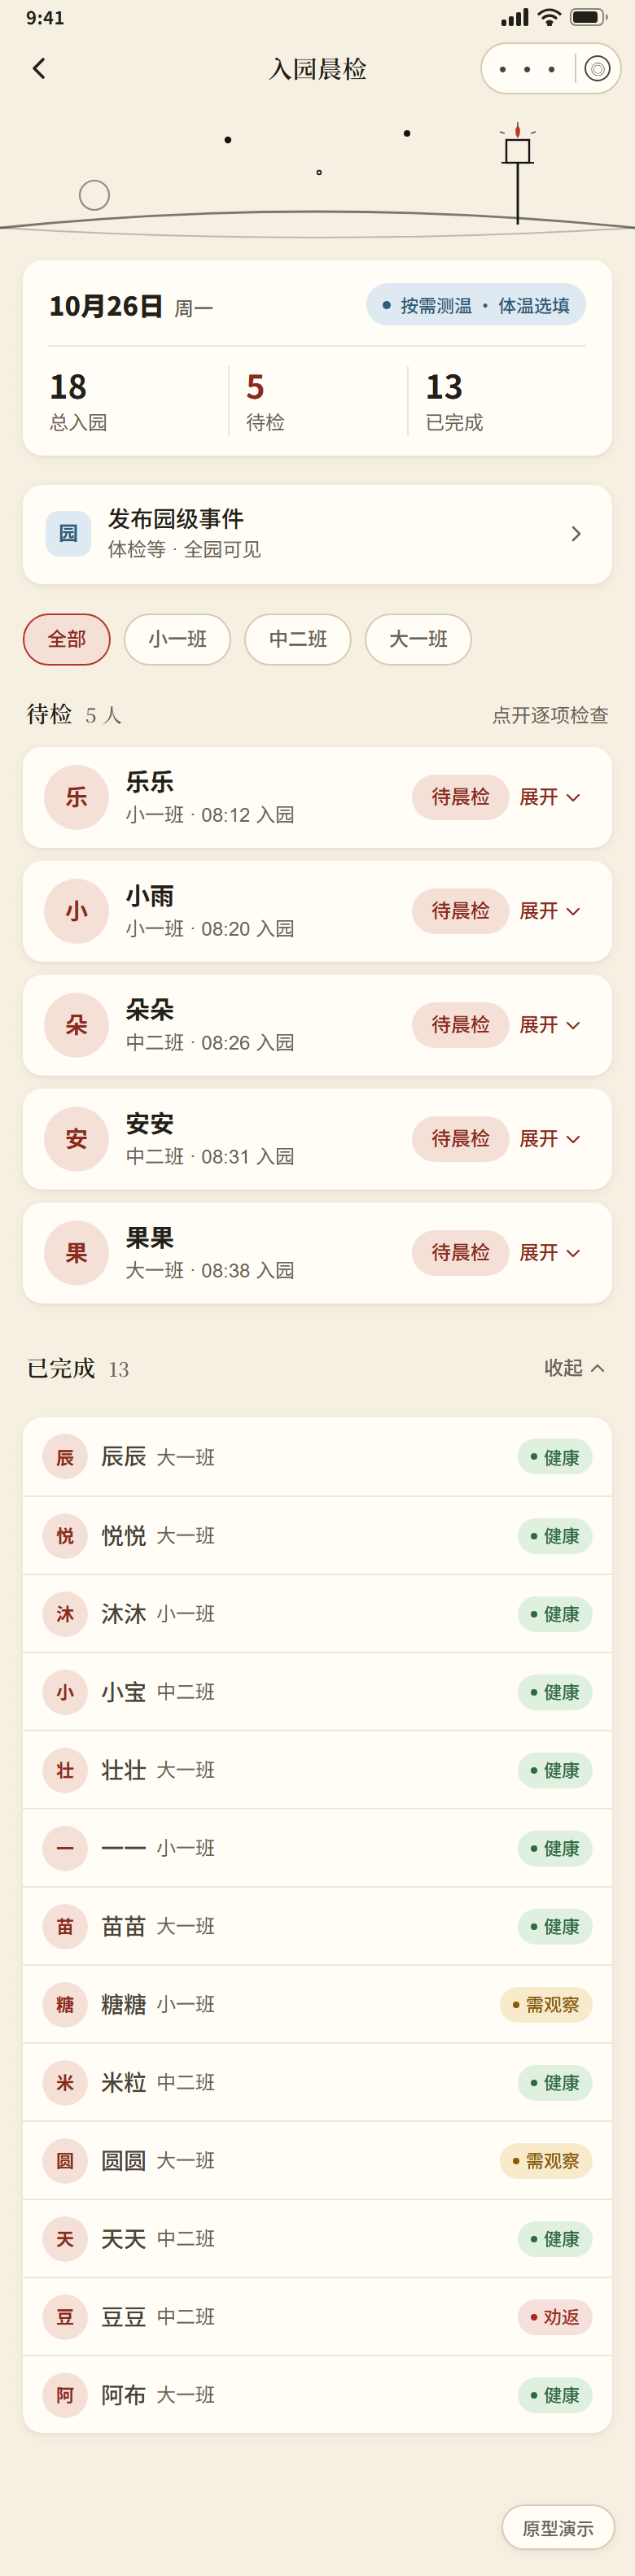 9:41
入园晨检
10月26日 周一
按需测温 · 体温选填
18 5 13
总入园 待检 已完成
园
发布园级事件
体检等 · 全园可见
全部 小一班 中二班 大一班
待检 5 人 点开逐项检查
乐
乐乐
小一班 · 08:12 入园
待晨检 展开
小
小雨
小一班 · 08:20 入园
待晨检 展开
朵
朵朵
中二班 · 08:26 入园
待晨检 展开
安
安安
中二班 · 08:31 入园
待晨检 展开
果
果果
大一班 · 08:38 入园
待晨检 展开
已完成 13 收起
辰 辰辰 大一班 健康
悦 悦悦 大一班 健康
沐 沐沐 小一班 健康
小 小宝 中二班 健康
壮 壮壮 大一班 健康
一 一一 小一班 健康
苗 苗苗 大一班 健康
糖 糖糖 小一班 需观察
米 米粒 中二班 健康
圆 圆圆 大一班 需观察
天 天天 中二班 健康
豆 豆豆 中二班 劝返
阿 阿布 大一班 健康
原型演示